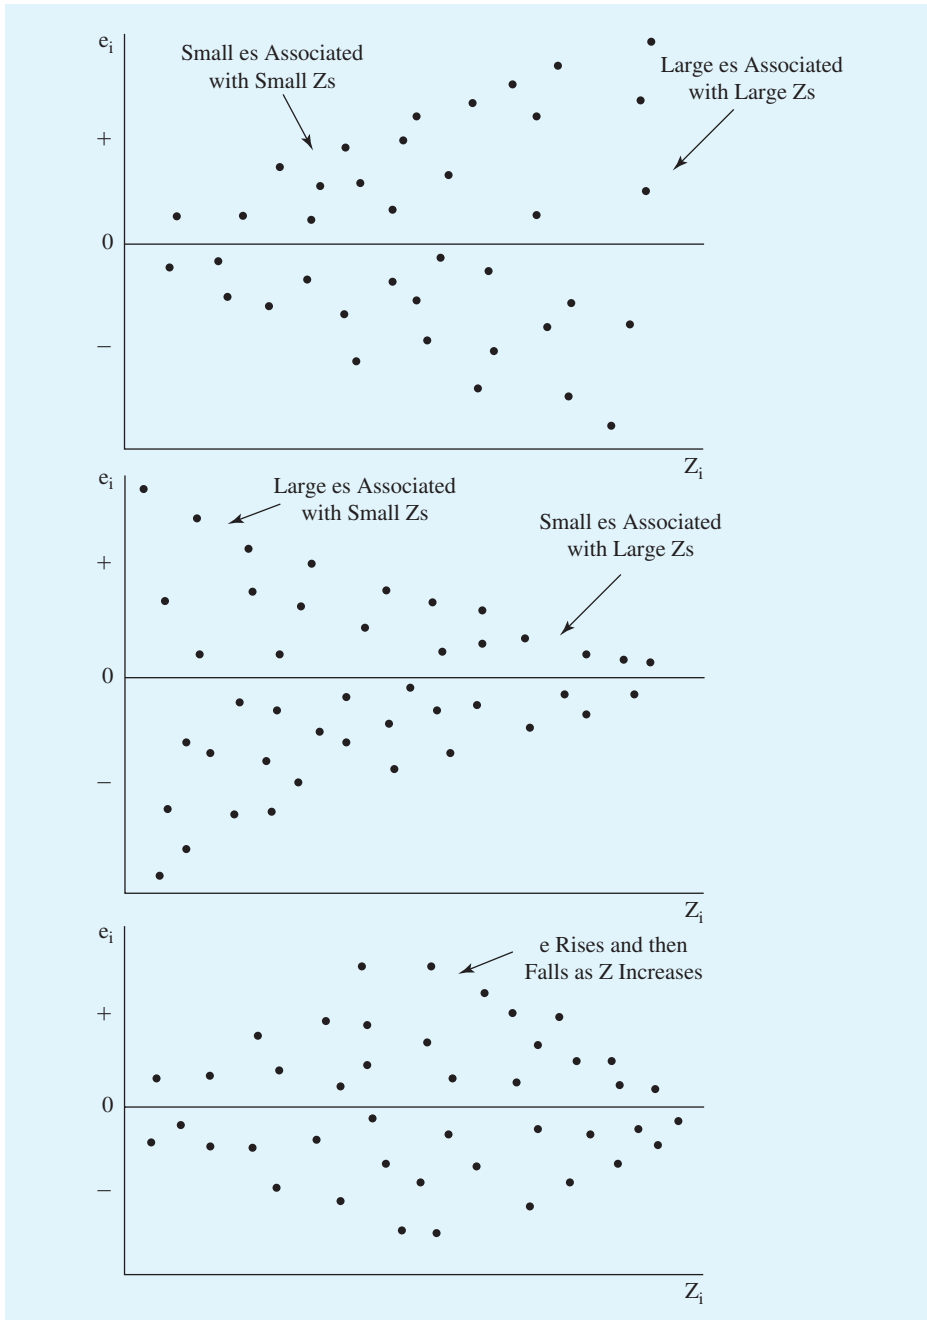 eᵢ
Small es Associated
with Small Zs
Large es Associated
with Large Zs
+
0
–
Zᵢ
eᵢ
Large es Associated
with Small Zs
Small es Associated
with Large Zs
+
0
–
Zᵢ
eᵢ
e Rises and then
Falls as Z Increases
+
0
–
Zᵢ